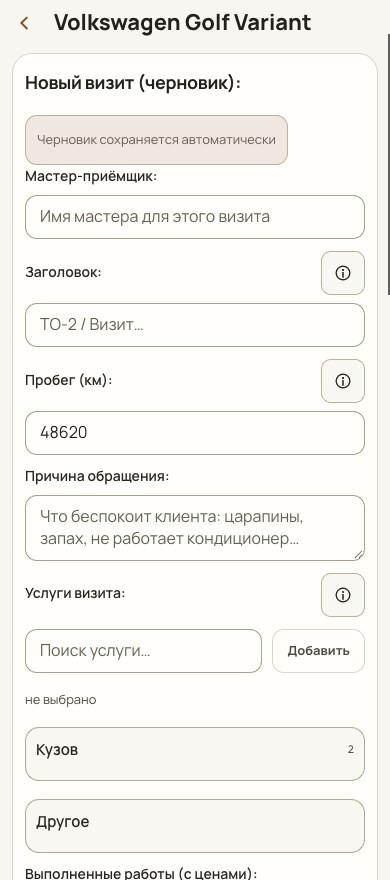 Volkswagen Golf Variant
Новый визит (черновик):
Черновик сохраняется автоматически
Мастер-приёмщик:
Имя мастера для этого визита
Заголовок:
ТО-2 / Визит…
Пробег (км):
48620
Причина обращения:
Что беспокоит клиента: царапины,
запах, не работает кондиционер…
Услуги визита:
Поиск услуги…
Добавить
не выбрано
Кузов
2
Другое
Выполненные работы (с ценами):